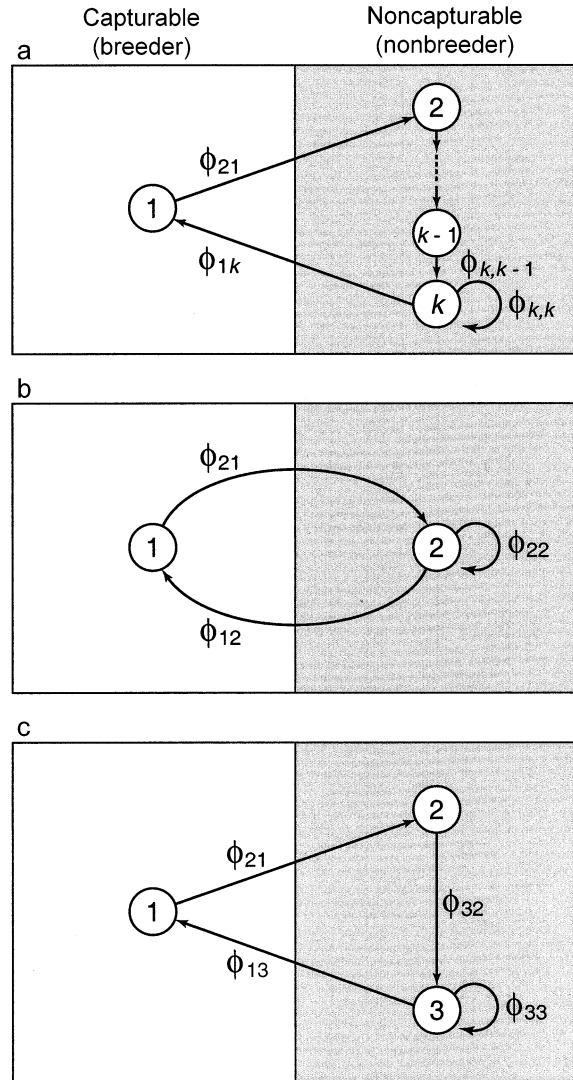 Capturable Noncapturable
(breeder) (nonbreeder)
a
2
ϕ21
1
k - 1
ϕ1k
ϕk,k - 1
k
ϕk,k
b
ϕ21
1
2
ϕ22
ϕ12
c
2
ϕ21
1
ϕ32
ϕ13
3
ϕ33